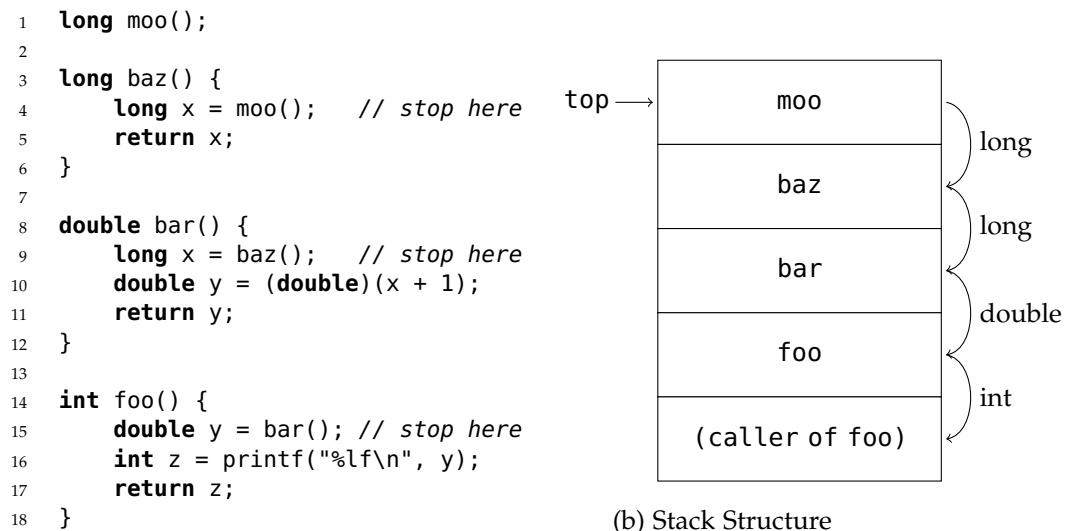 1 long moo();
2
3 long baz() {
4 long x = moo(); // stop here
5 return x;
6 }
7
8 double bar() {
9 long x = baz(); // stop here
10 double y = (double)(x + 1);
11 return y;
12 }
13
14 int foo() {
15 double y = bar(); // stop here
16 int z = printf("%lf\n", y);
17 return z;
18 }
top
moo
long
baz
long
bar
double
foo
int
(caller of foo)
(b) Stack Structure